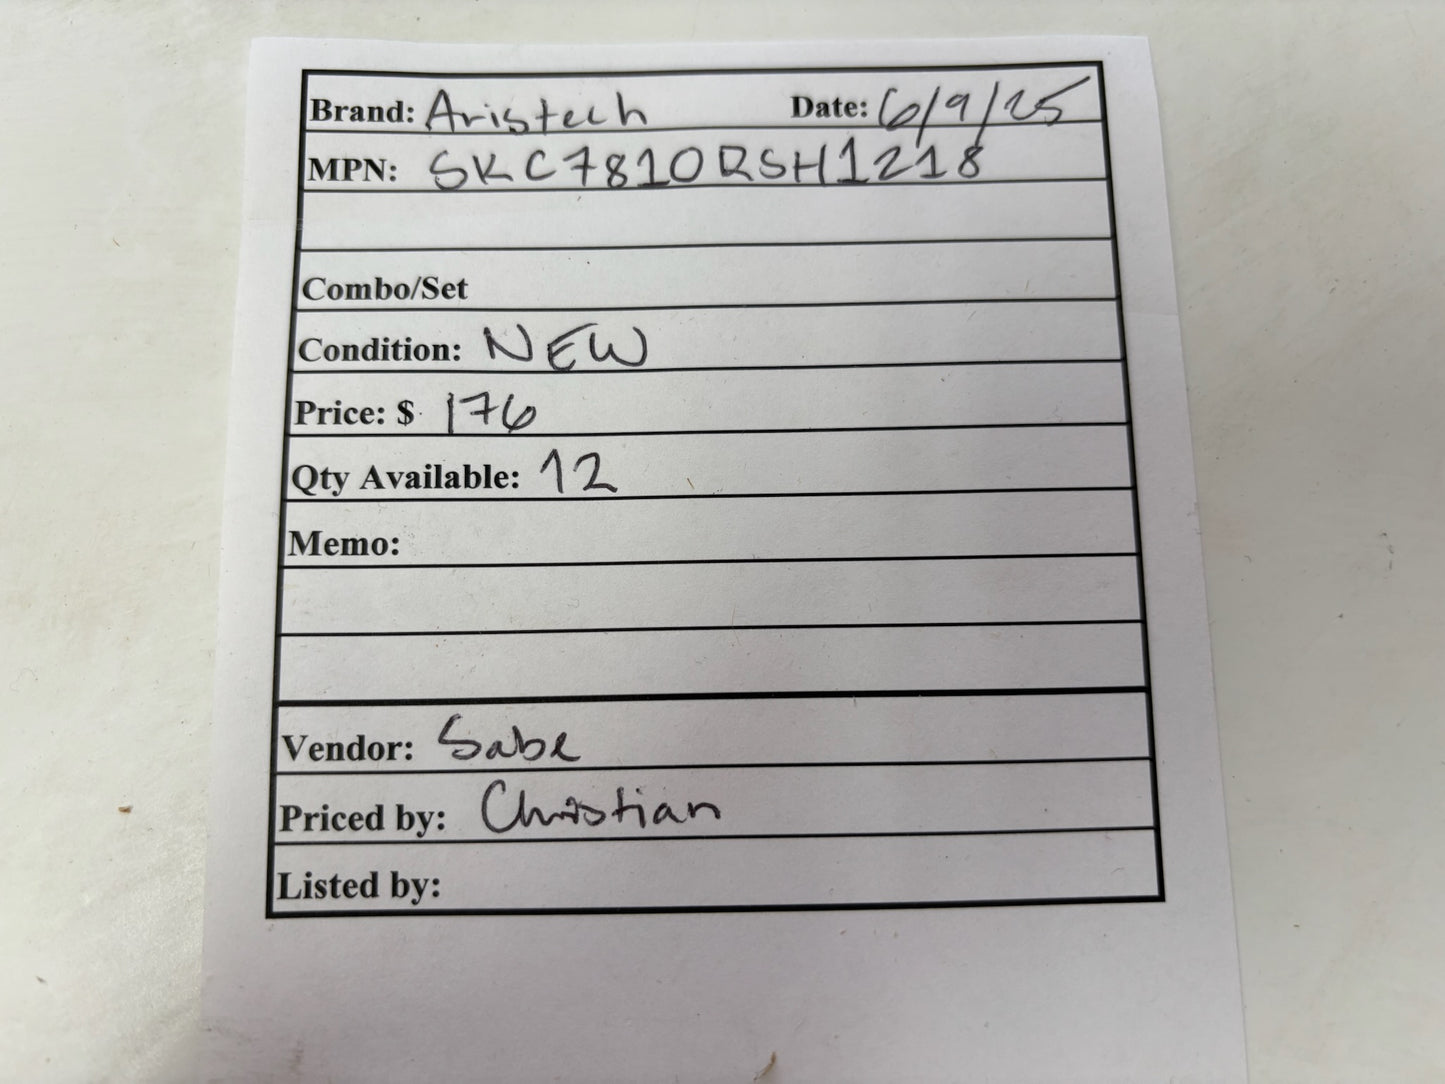 Brand: Aristech Date: 6/9/25
MPN: SKC7810RSH1218
Combo/Set
Condition: NEW
Price: $ 176
Qty Available: 12
Memo:
Vendor: Sabe
Priced by: Christian
Listed by: